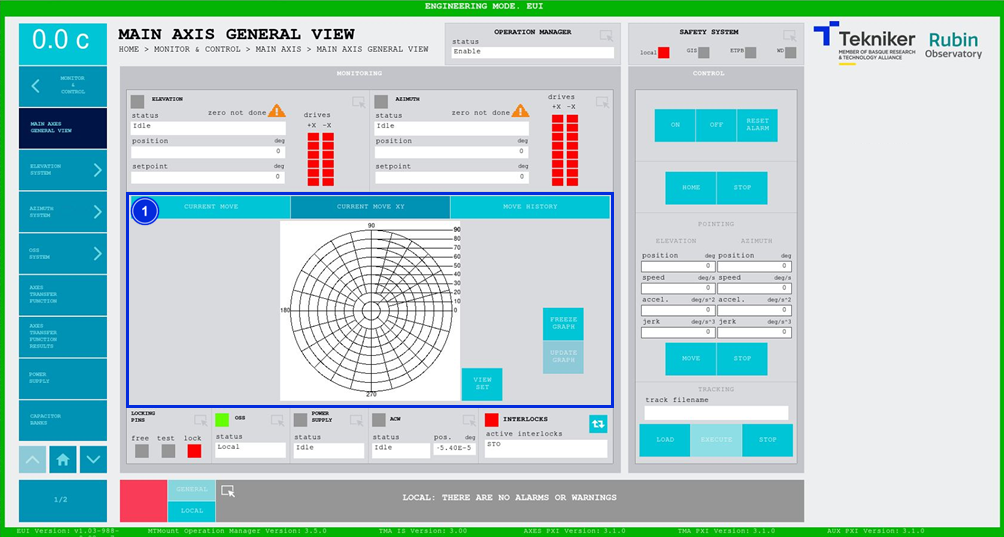 ENGINEERING MODE. EUI
0.0 c
MAIN AXIS GENERAL VIEW
HOME > MONITOR & CONTROL > MAIN AXIS > MAIN AXIS GENERAL VIEW
OPERATION MANAGER
status
Enable
SAFETY SYSTEM
local
GIS
ETPB
WD
Tekniker
MEMBER OF BASQUE RESEARCH
& TECHNOLOGY ALLIANCE
Rubin
Observatory
MONITOR
&
CONTROL
MAIN AXES
GENERAL VIEW
ELEVATION
SYSTEM
AZIMUTH
SYSTEM
OSS
SYSTEM
AXES
TRANSFER
FUNCTION
AXES
TRANSFER
FUNCTION
RESULTS
POWER
SUPPLY
CAPACITOR
BANKS
1/2
MONITORING
ELEVATION
zero not done
drives
+X -X
status
Idle
position
deg
0
setpoint
deg
0
AZIMUTH
zero not done
drives
+X -X
status
Idle
position
deg
0
setpoint
deg
0
1
CURRENT MOVE
CURRENT MOVE XY
MOVE HISTORY
90
180
270
90
80
70
60
50
40
30
20
10
0
FREEZE
GRAPH
UPDATE
GRAPH
VIEW
SET
LOCKING
PINS
free test lock
OSS
status
Local
POWER
SUPPLY
status
Idle
ACW
status
Idle
pos. deg
-5.40E-5
INTERLOCKS
active interlocks
STO
CONTROL
ON
OFF
RESET
ALARM
HOME
STOP
POINTING
ELEVATION
AZIMUTH
position deg position deg
0 0
speed deg/s speed deg/s
0 0
accel. deg/s^2 accel. deg/s^2
0 0
jerk deg/s^3 jerk deg/s^3
0 0
MOVE
STOP
TRACKING
track filename
LOAD
EXECUTE
STOP
GENERAL
LOCAL
LOCAL: THERE ARE NO ALARMS OR WARNINGS
EUI Version: v1.03-988-
MTMount Operation Manager Version: 3.5.0
TMA IS Version: 3.00
AXES PXI Version: 3.1.0
TMA PXI Version: 3.1.0
AUX PXI Version: 3.1.0